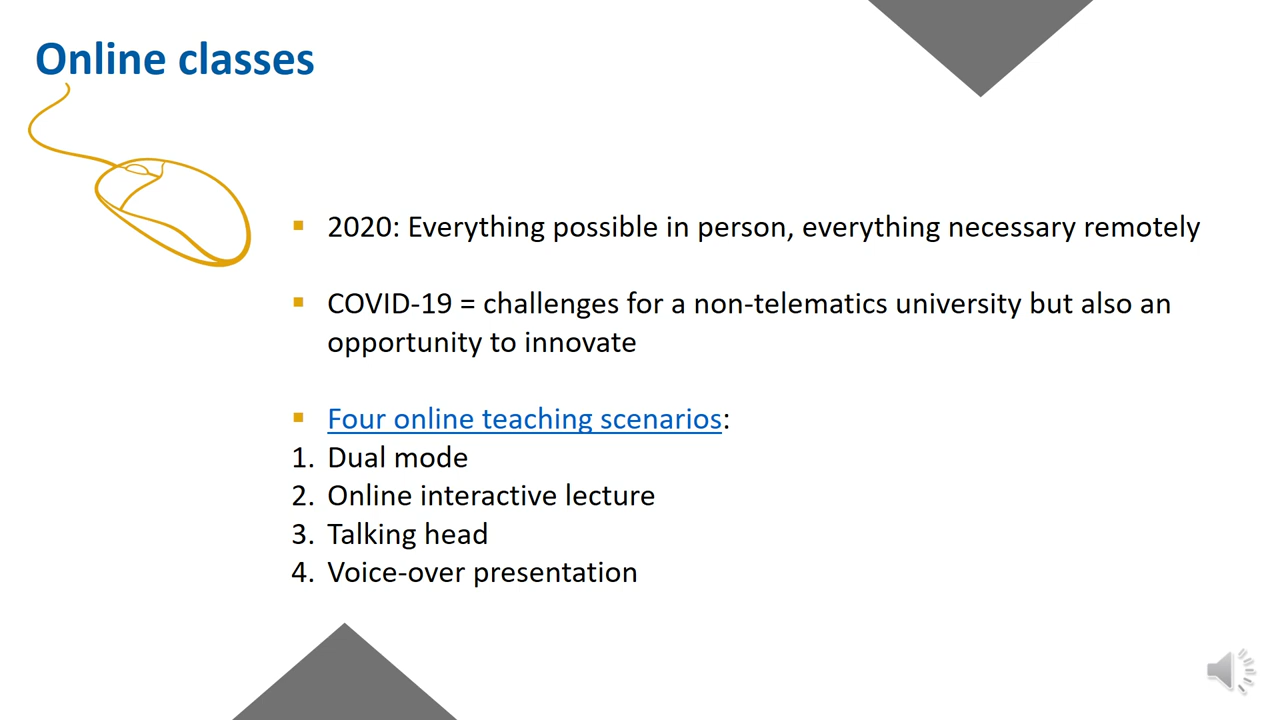 Online classes
▪ 2020: Everything possible in person, everything necessary remotely
▪ COVID-19 = challenges for a non-telematics university but also an
opportunity to innovate
▪ Four online teaching scenarios:
1. Dual mode
2. Online interactive lecture
3. Talking head
4. Voice-over presentation